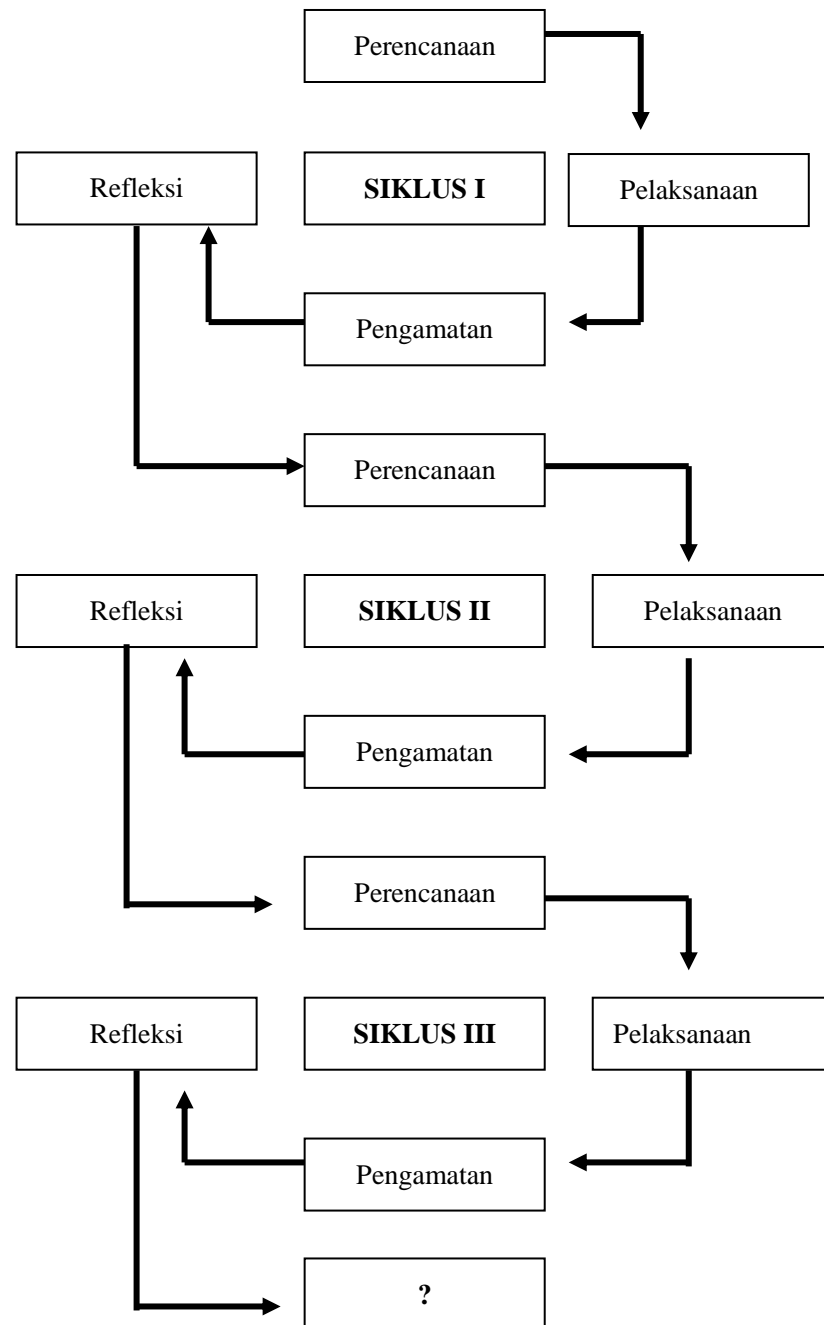 Perencanaan
Refleksi
SIKLUS I
Pelaksanaan
Pengamatan
Perencanaan
Refleksi
SIKLUS II
Pelaksanaan
Pengamatan
Perencanaan
Refleksi
SIKLUS III
Pelaksanaan
Pengamatan
?